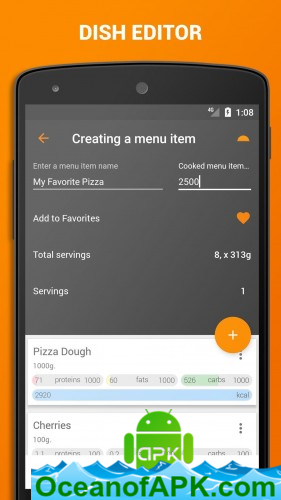 DISH EDITOR
4G 1:08
Creating a menu item
Enter a menu item name Cooked menu item...
My Favorite Pizza 2500
Add to Favorites
Total servings 8, x 313g
Servings 1
+
Pizza Dough
1000g.
71 proteins 1000 60 fats 1000 526 carbs 1000
2920 kcal
Cherries
100g.
1.1 proteins 100 0.2 100 100
APK
OceanofAPK.com